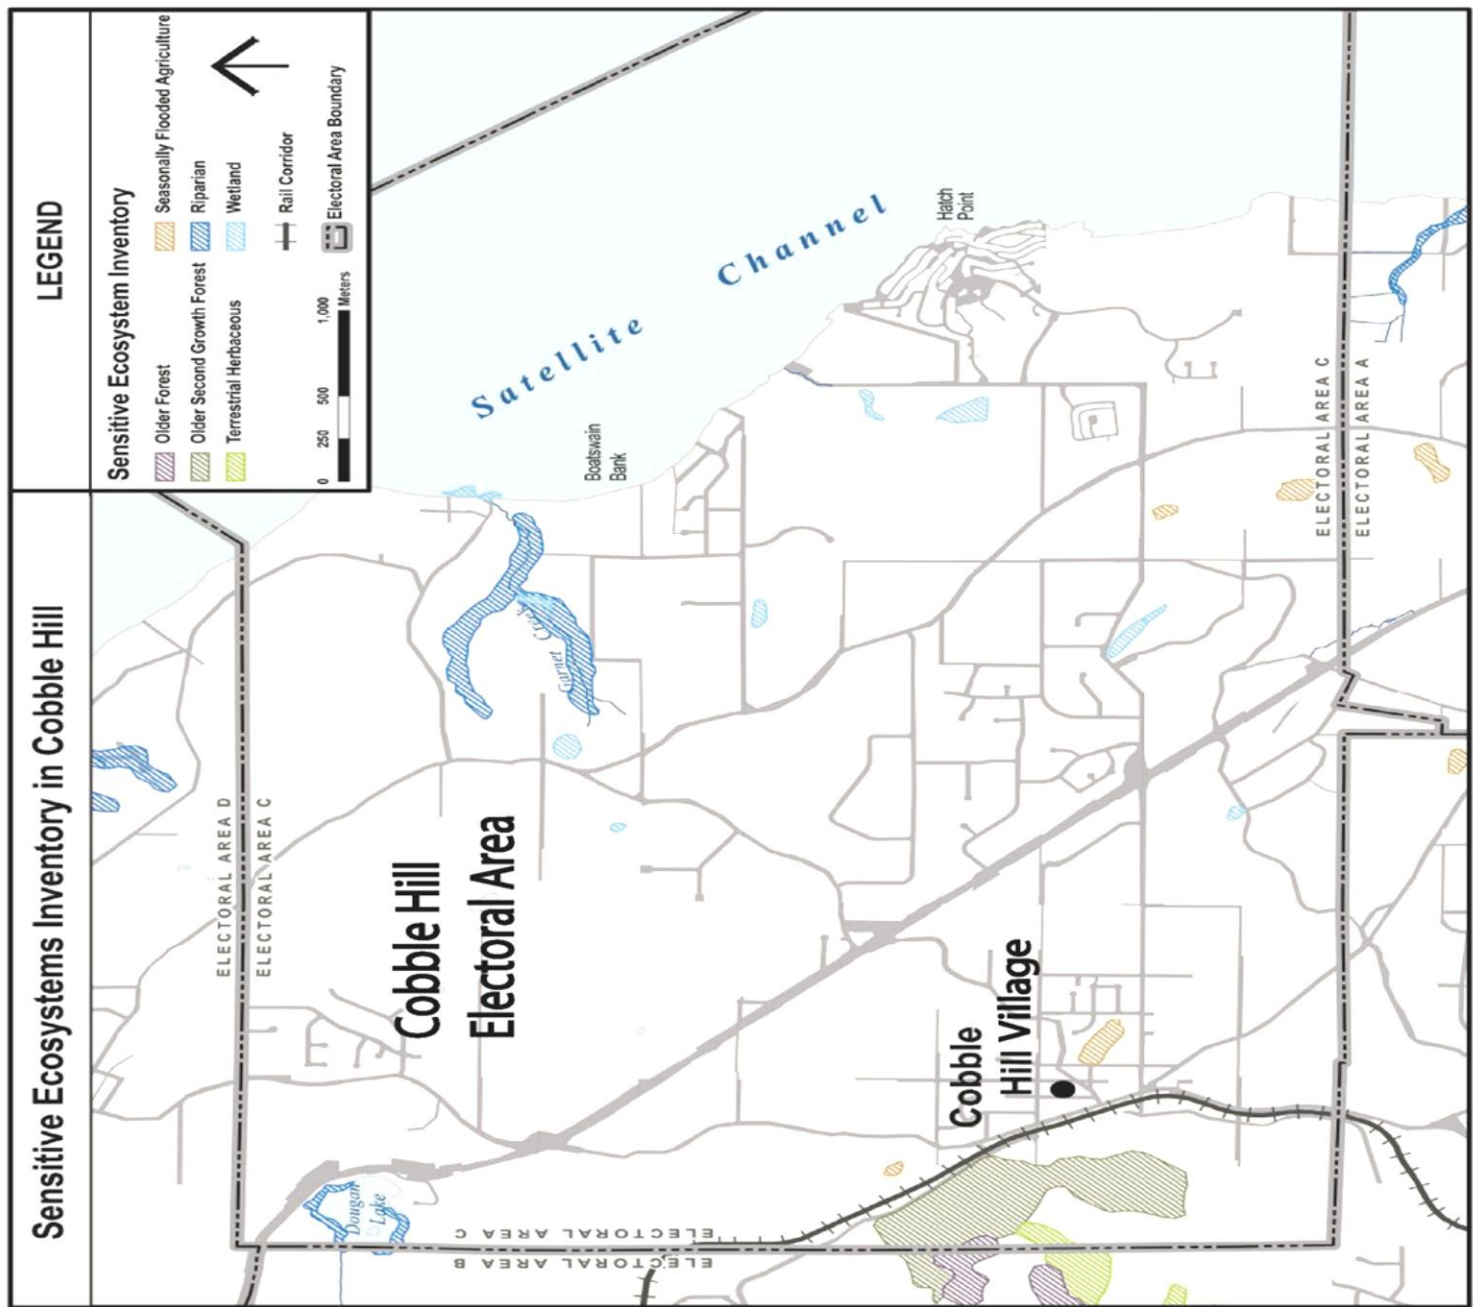 Sensitive Ecosystems Inventory in Cobble Hill
LEGEND
Sensitive Ecosystem Inventory
Older Forest
Older Second Growth Forest
Terrestrial Herbaceous
Seasonally Flooded Agriculture
Riparian
Wetland
Rail Corridor
Electoral Area Boundary
0 250 500 1,000
Meters
ELECTORAL AREA D
ELECTORAL AREA C
Satellite Channel
Boatswain
Bank
Hatch
Point
Garnet Creek
Cobble Hill
Electoral Area
Cobble
Hill Village
Dougan
Lake
ELECTORAL AREA C
ELECTORAL AREA B
ELECTORAL AREA C
ELECTORAL AREA A